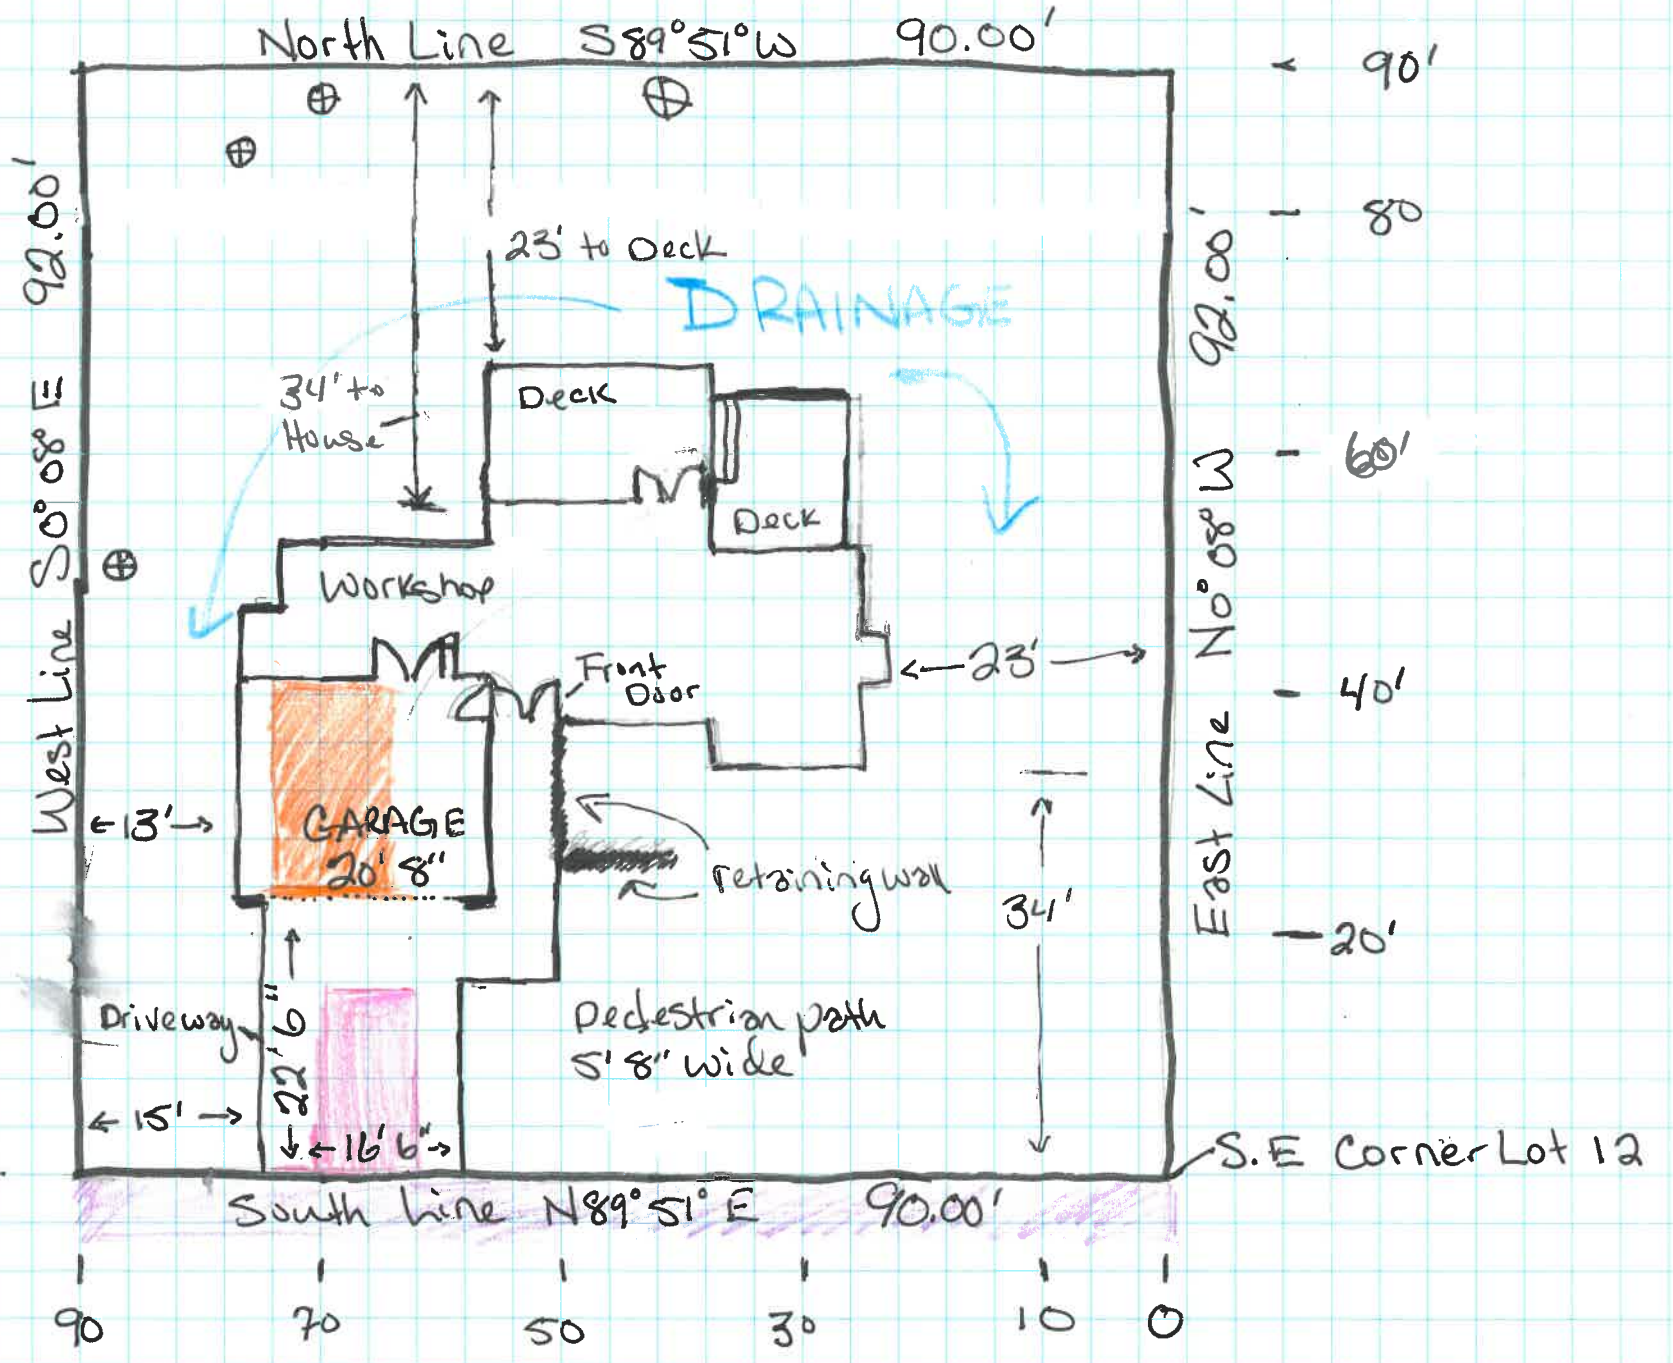 North Line S89°51°W 90.00'
90'
West Line S0°08°E 92.00'
80
23' to Deck
DRAINAGE
East Line N0°08°W 92.00'
34' to
House
Deck
60'
Deck
Workshop
Front
Door
←23'→
40'
←13'→
GARAGE
20' 8"
retaining wall
34'
20'
Driveway
22' 6"
Pedestrian path
5' 8" wide
←15'→
←16' 6"→
S.E Corner Lot 12
South Line N89°51°E 90.00'
90 70 50 30 10 0